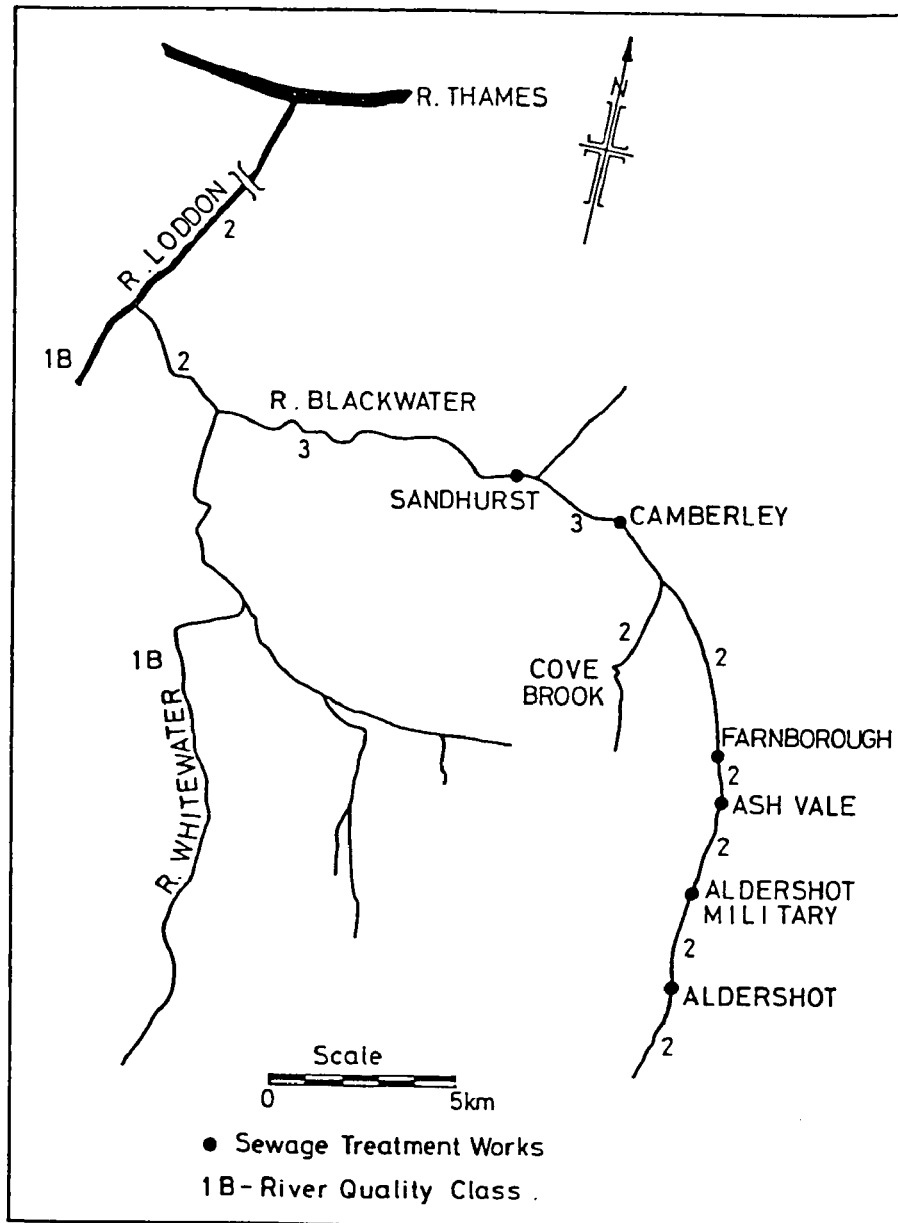 R. THAMES
N
R. LODDON
2
1B
2
R. BLACKWATER
3
SANDHURST
3
CAMBERLEY
2
2
COVE
BROOK
1B
R. WHITEWATER
FARNBOROUGH
2
ASH VALE
2
ALDERSHOT
MILITARY
2
ALDERSHOT
2
Scale
0 5km
● Sewage Treatment Works
1B - River Quality Class .